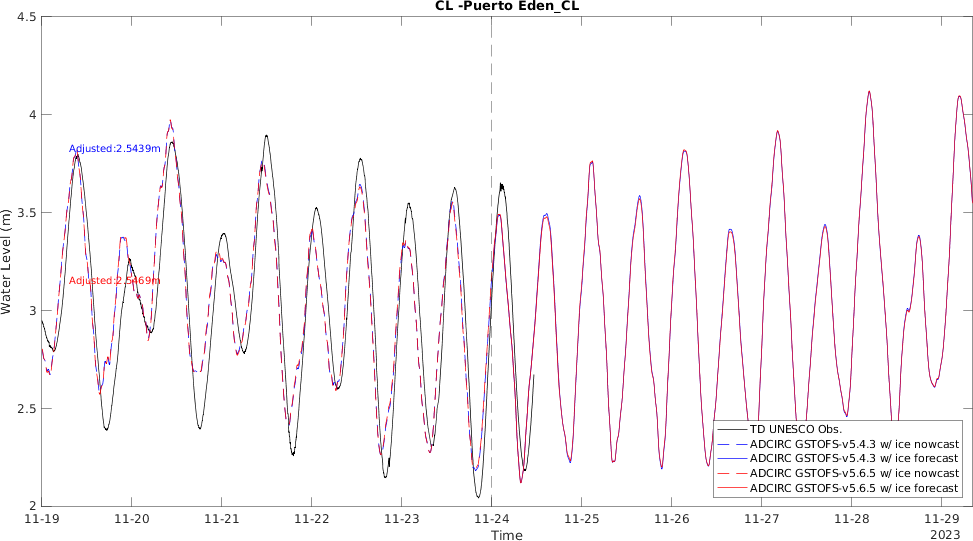 CL -Puerto Eden_CL
4.5
4
3.5
3
2.5
2
Water Level (m)
Adjusted:2.5439m
Adjusted:2.5469m
TD UNESCO Obs.
ADCIRC GSTOFS-v5.4.3 w/ ice nowcast
ADCIRC GSTOFS-v5.4.3 w/ ice forecast
ADCIRC GSTOFS-v5.6.5 w/ ice nowcast
ADCIRC GSTOFS-v5.6.5 w/ ice forecast
11-19 11-20 11-21 11-22 11-23 11-24 11-25 11-26 11-27 11-28 11-29
Time
2023